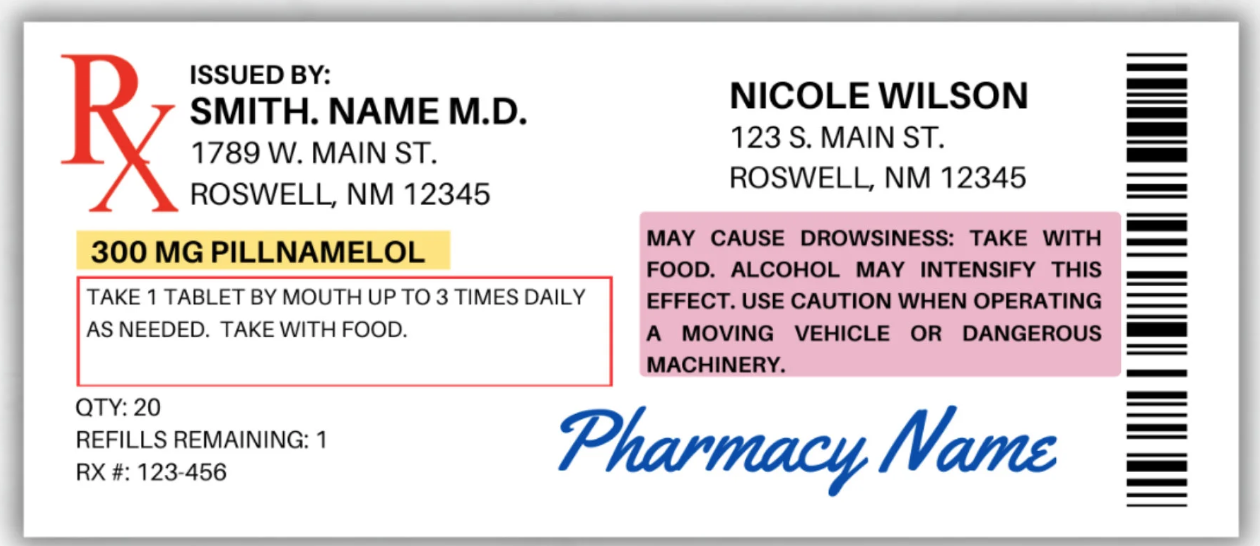 Rx
ISSUED BY:
SMITH. NAME M.D.
1789 W. MAIN ST.
ROSWELL, NM 12345
NICOLE WILSON
123 S. MAIN ST.
ROSWELL, NM 12345
300 MG PILLNAMELOL
TAKE 1 TABLET BY MOUTH UP TO 3 TIMES DAILY
AS NEEDED. TAKE WITH FOOD.
MAY CAUSE DROWSINESS: TAKE WITH
FOOD. ALCOHOL MAY INTENSIFY THIS
EFFECT. USE CAUTION WHEN OPERATING
A MOVING VEHICLE OR DANGEROUS
MACHINERY.
QTY: 20
REFILLS REMAINING: 1
RX #: 123-456
Pharmacy Name